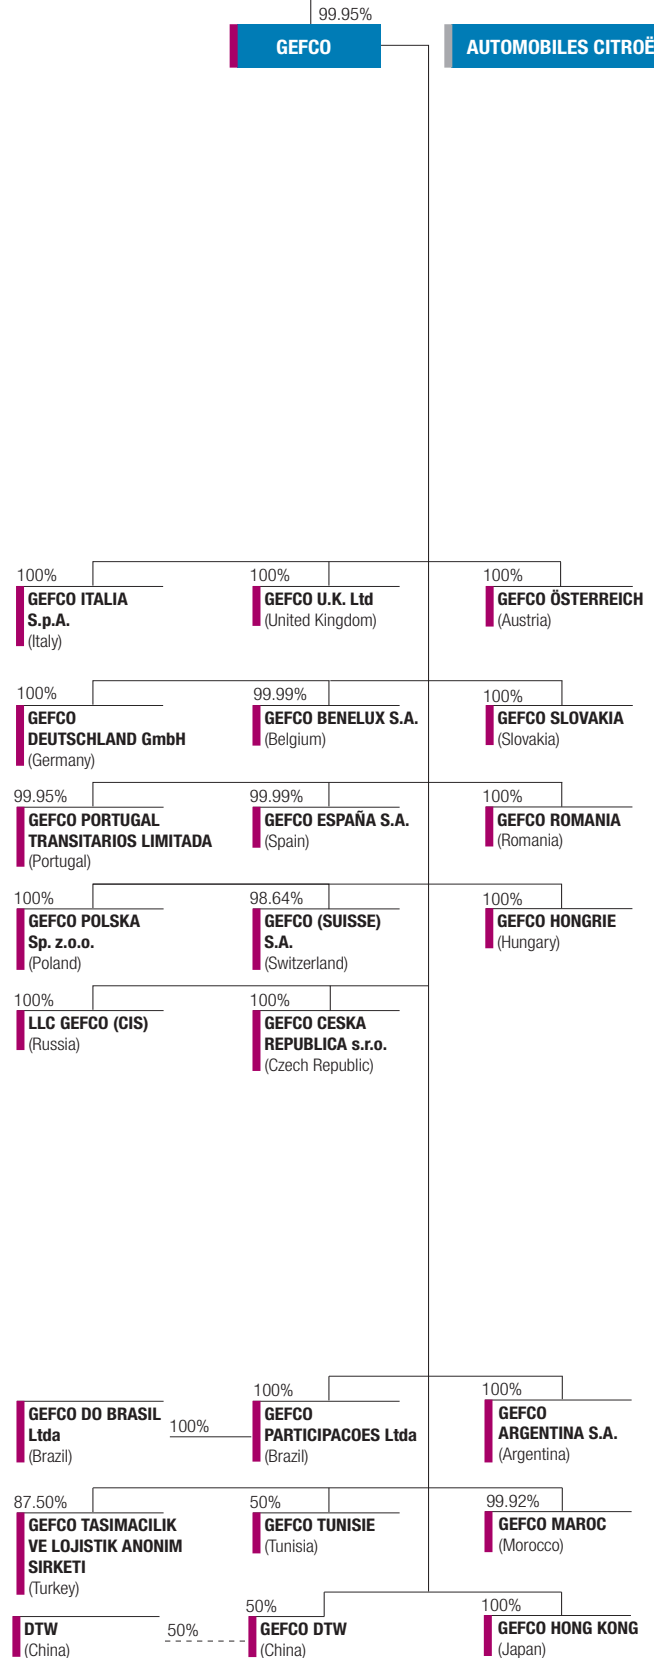 99.95%
GEFCO
AUTOMOBILES CITROË
100%
GEFCO ITALIA
S.p.A.
(Italy)
100%
GEFCO U.K. Ltd
(United Kingdom)
100%
GEFCO ÖSTERREICH
(Austria)
100%
GEFCO
DEUTSCHLAND GmbH
(Germany)
99.99%
GEFCO BENELUX S.A.
(Belgium)
100%
GEFCO SLOVAKIA
(Slovakia)
99.95%
GEFCO PORTUGAL
TRANSITARIOS LIMITADA
(Portugal)
99.99%
GEFCO ESPAÑA S.A.
(Spain)
100%
GEFCO ROMANIA
(Romania)
100%
GEFCO POLSKA
Sp. z.o.o.
(Poland)
98.64%
GEFCO (SUISSE)
S.A.
(Switzerland)
100%
GEFCO HONGRIE
(Hungary)
100%
LLC GEFCO (CIS)
(Russia)
100%
GEFCO CESKA
REPUBLICA s.r.o.
(Czech Republic)
GEFCO DO BRASIL
Ltda
(Brazil)
100%
100%
GEFCO
PARTICIPACOES Ltda
(Brazil)
100%
GEFCO
ARGENTINA S.A.
(Argentina)
87.50%
GEFCO TASIMACILIK
VE LOJISTIK ANONIM
SIRKETI
(Turkey)
50%
GEFCO TUNISIE
(Tunisia)
99.92%
GEFCO MAROC
(Morocco)
DTW
(China)
50%
50%
GEFCO DTW
(China)
100%
GEFCO HONG KONG
(Japan)